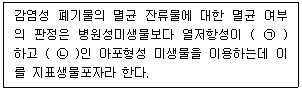 감염성 폐기물의 멸균 잔류물에 대한 멸균 여부
의 판정은 병원성미생물보다 열저항성이 ( ㉠ )
하고 ( ㉡ )인 아포형성 미생물을 이용하는데 이
를 지표생물포자라 한다.